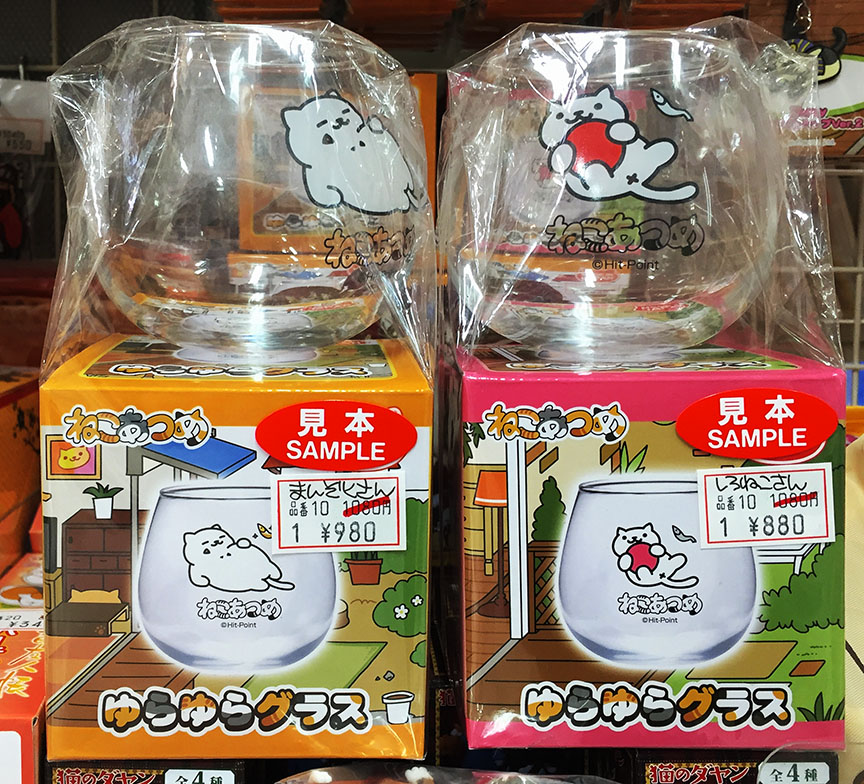 ねこあつめ
ねこあつめ
©Hit-Point
ねこあつめ
見本
SAMPLE
まんぞくさん
品番10 1080円
1 ¥980
ねこあつめ
©Hit-Point
ゆらゆらグラス
ねこあつめ
見本
SAMPLE
しろねこさん
品番10 1080円
1 ¥880
ねこあつめ
©Hit-Point
ゆらゆらグラス
猫のダヤン
全4種
猫のダヤン
全4種